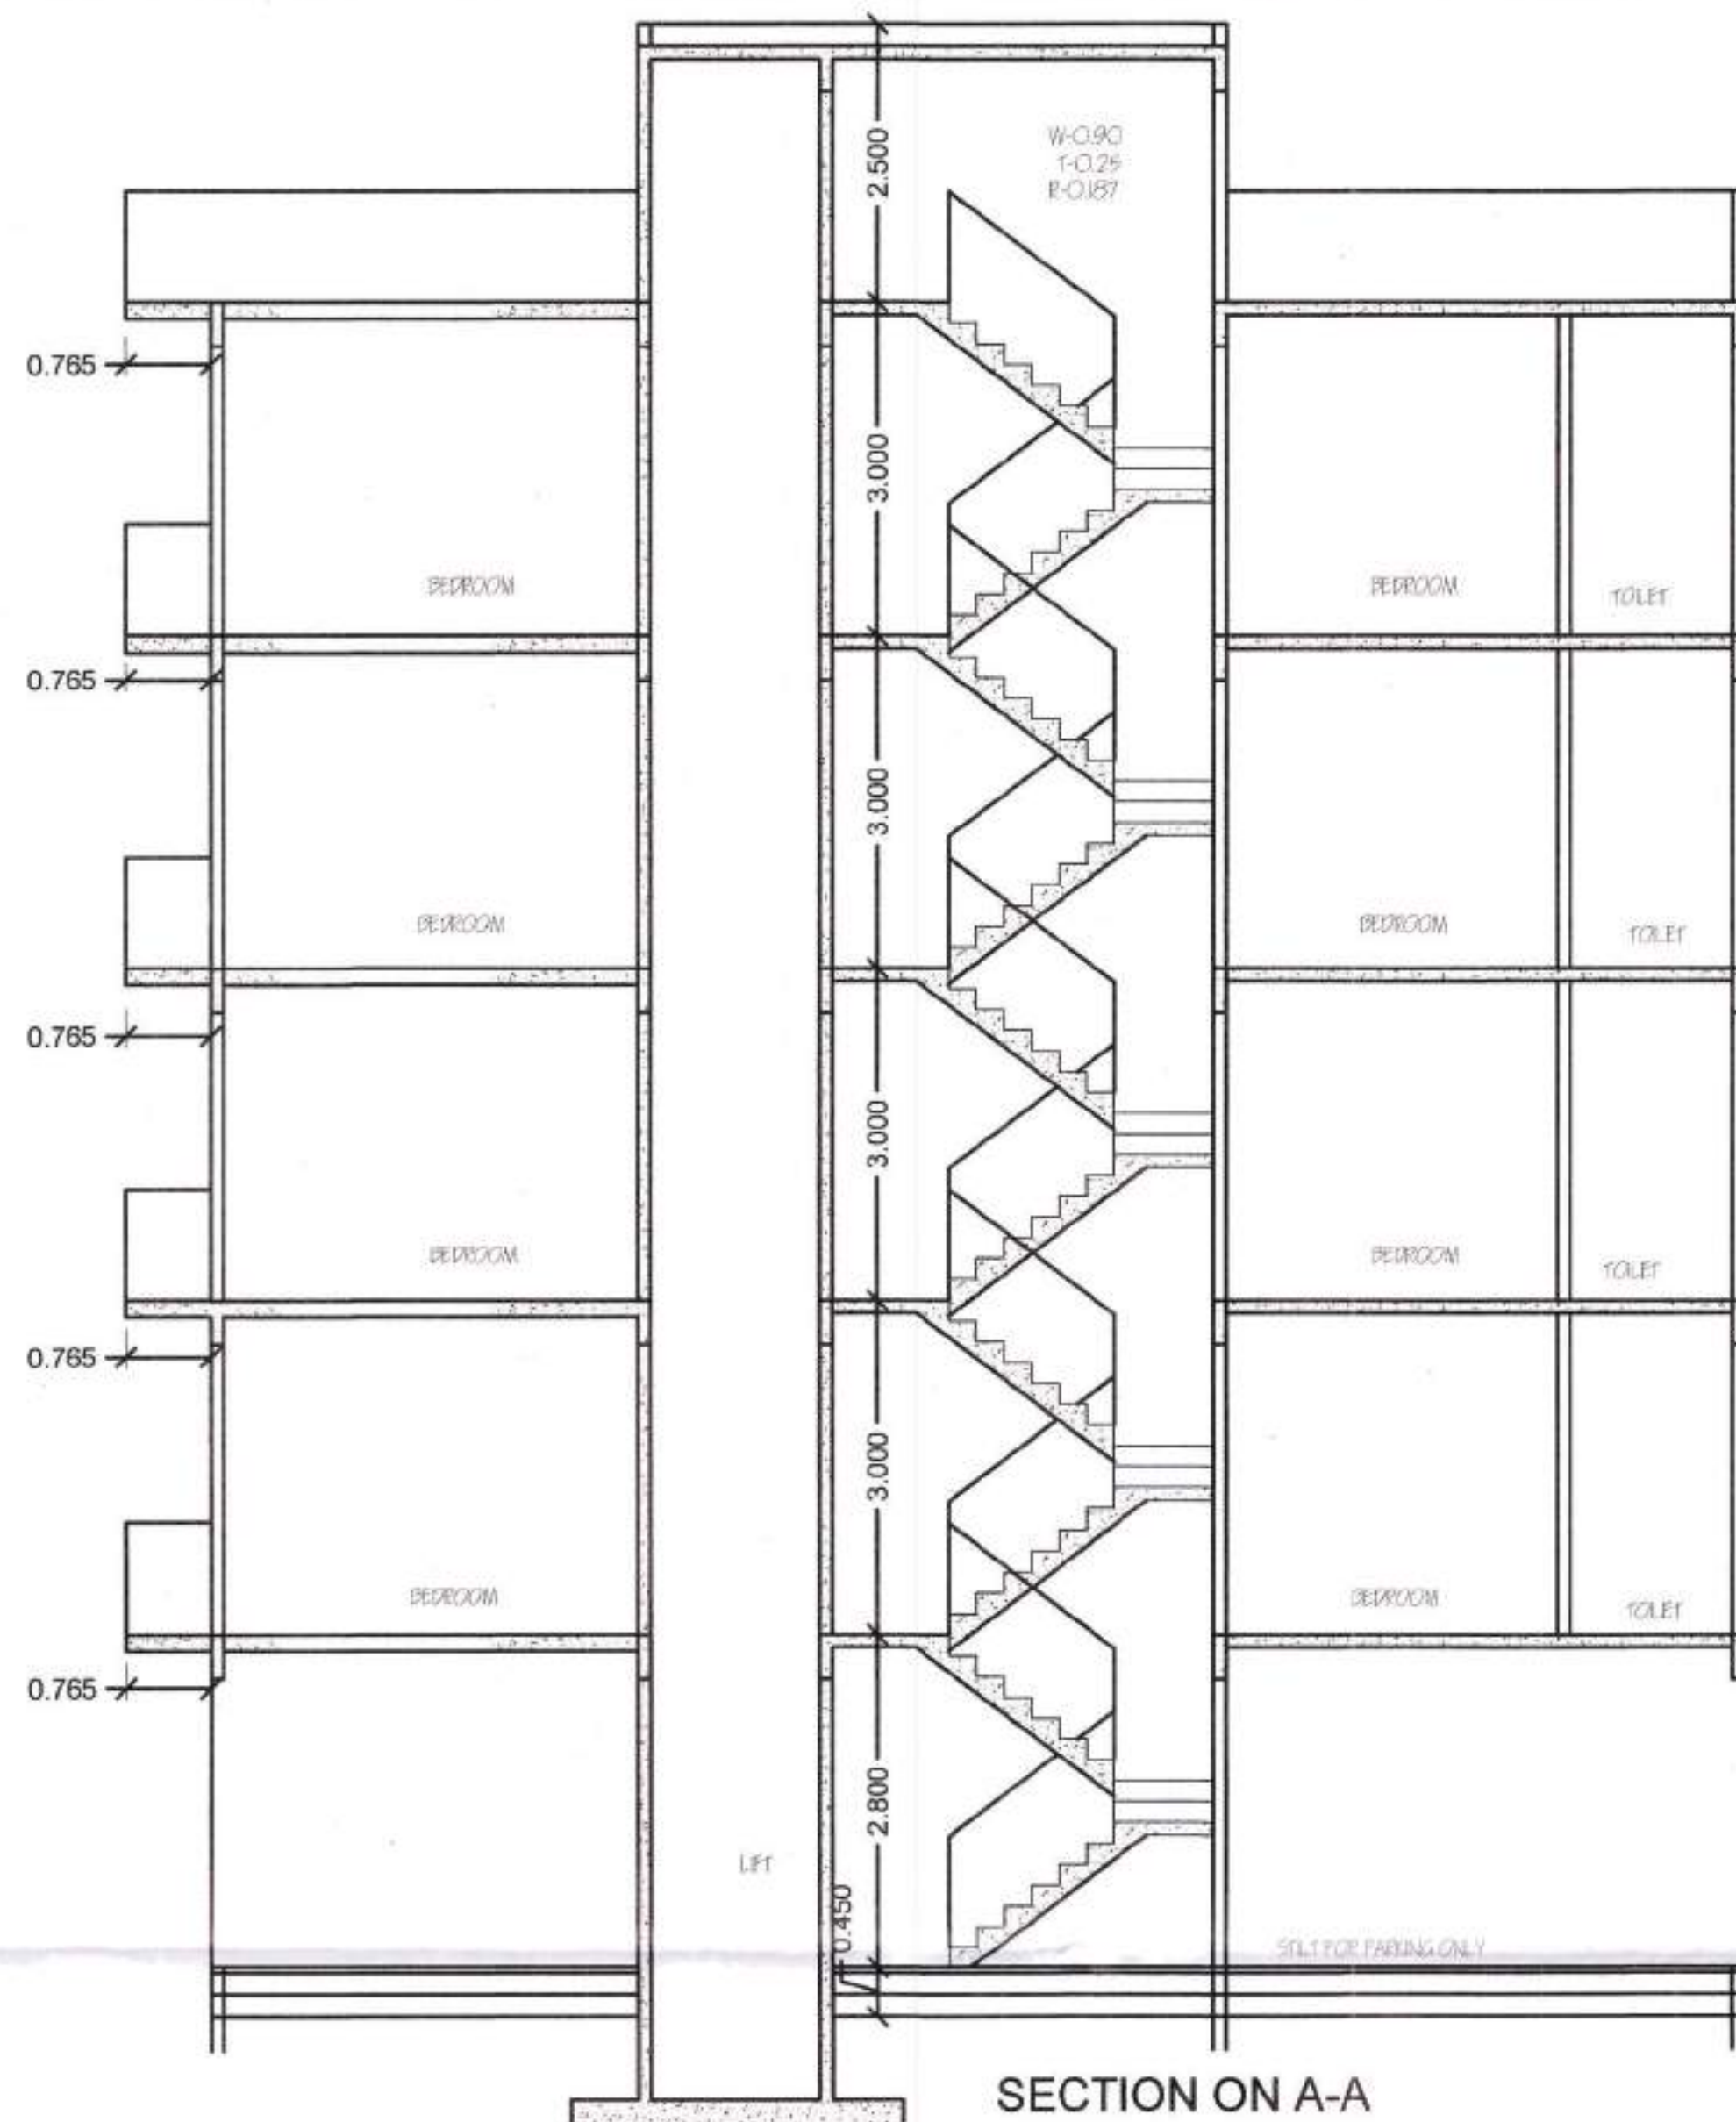 2.500
W-0.90
T-0.25
R-0.187
0.765
3.000
BEDROOM
BEDROOM
TOILET
0.765
3.000
BEDROOM
BEDROOM
TOILET
0.765
3.000
BEDROOM
BEDROOM
TOILET
0.765
3.000
BEDROOM
BEDROOM
TOILET
0.765
2.800
LIFT
0.450
STILT FOR PARKING ONLY
SECTION ON A-A